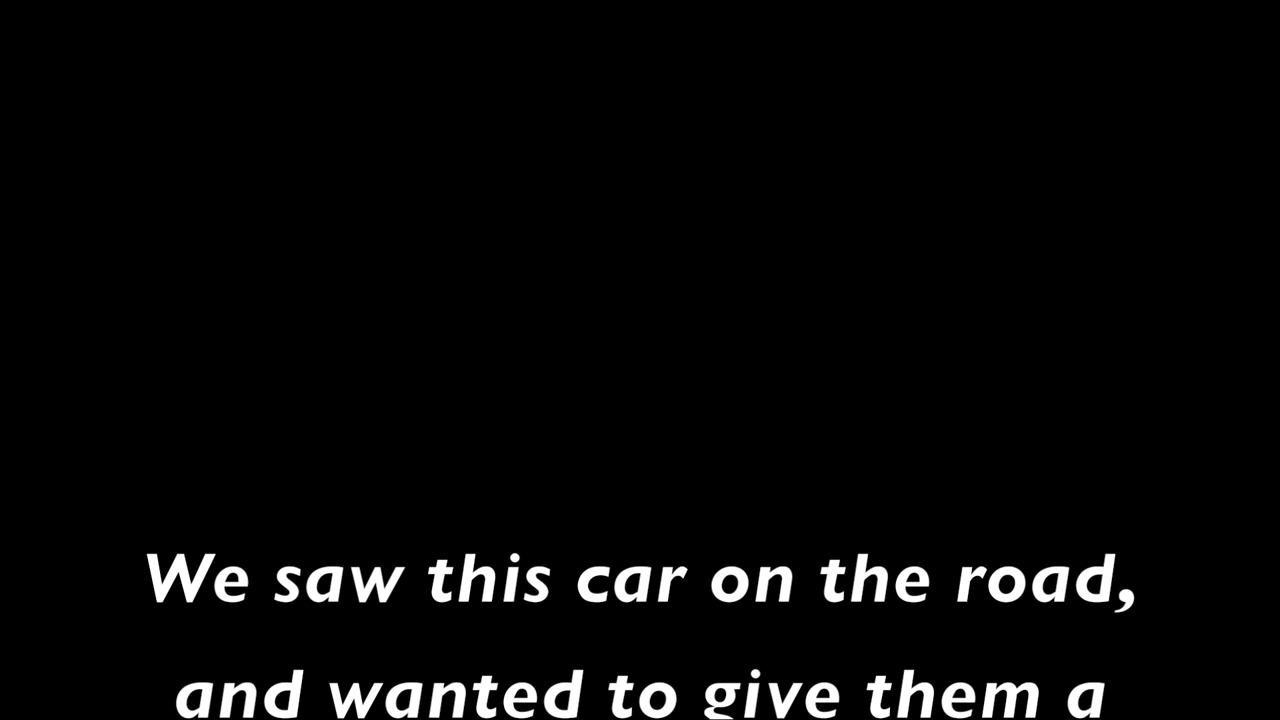 We saw this car on the road,
and wanted to give them a